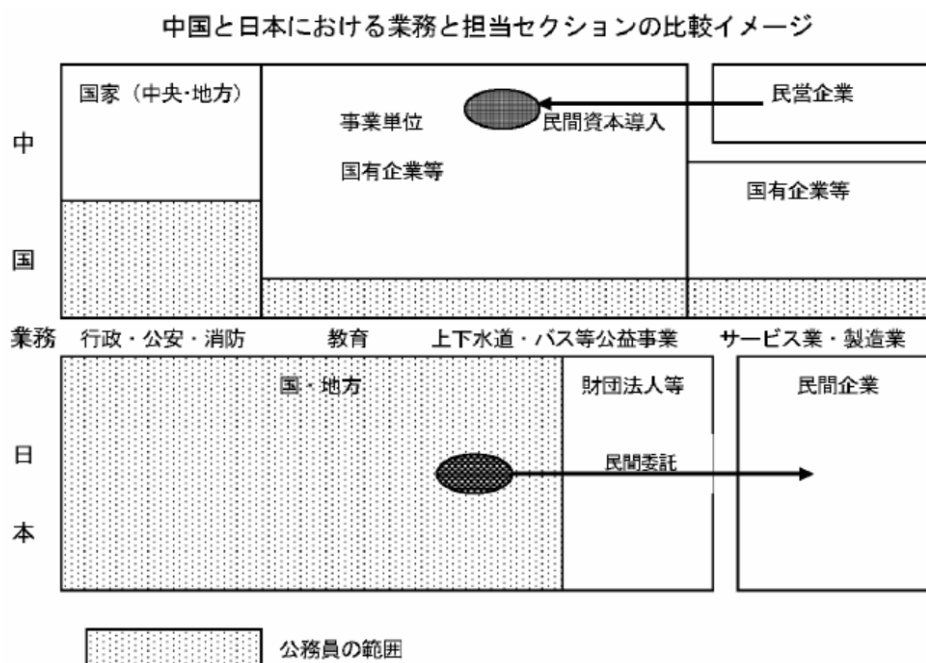 中国と日本における業務と担当セクションの比較イメージ
国家（中央・地方）
事業単位
国有企業等
民間資本導入
民営企業
国有企業等
中
国
業務
行政・公安・消防
教育
上下水道・バス等公益事業
サービス業・製造業
国・地方
財団法人等
民間企業
民間委託
日
本
公務員の範囲